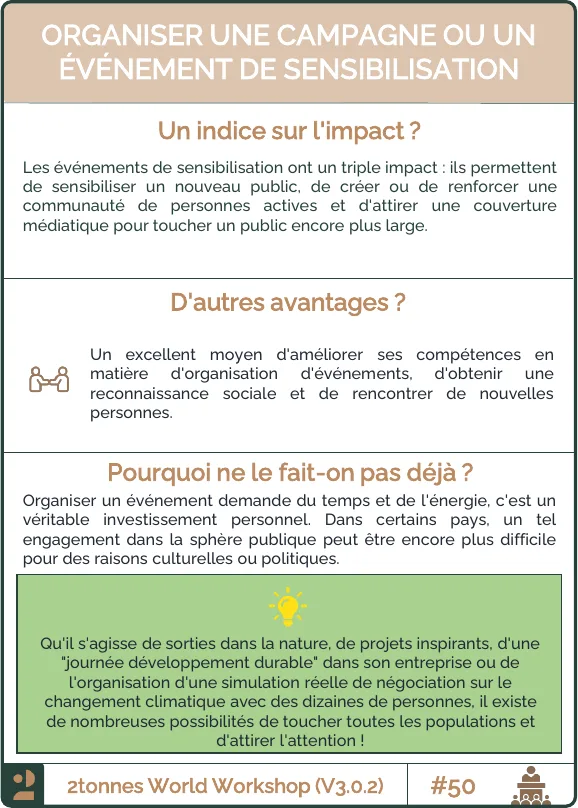 ORGANISER UNE CAMPAGNE OU UN
ÉVÉNEMENT DE SENSIBILISATION
Un indice sur l'impact ?
Les événements de sensibilisation ont un triple impact : ils permettent
de sensibiliser un nouveau public, de créer ou de renforcer une
communauté de personnes actives et d'attirer une couverture
médiatique pour toucher un public encore plus large.
D'autres avantages ?
Un excellent moyen d'améliorer ses compétences en
matière d'organisation d'événements, d'obtenir une
reconnaissance sociale et de rencontrer de nouvelles
personnes.
Pourquoi ne le fait-on pas déjà ?
Organiser un événement demande du temps et de l'énergie, c'est un
véritable investissement personnel. Dans certains pays, un tel
engagement dans la sphère publique peut être encore plus difficile
pour des raisons culturelles ou politiques.
Qu'il s'agisse de sorties dans la nature, de projets inspirants, d'une
"journée développement durable" dans son entreprise ou de
l'organisation d'une simulation réelle de négociation sur le
changement climatique avec des dizaines de personnes, il existe
de nombreuses possibilités de toucher toutes les populations et
d'attirer l'attention !
2tonnes World Workshop (V3.0.2)
#50